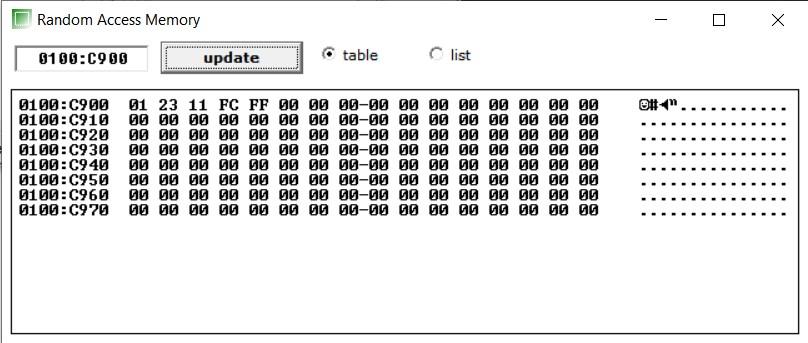 Random Access Memory
0100:C900 update table list
0100:C900 01 23 11 FC FF 00 00 00-00 00 00 00 00 00 00 00 ☺#◄ⁿ............
0100:C910 00 00 00 00 00 00 00 00-00 00 00 00 00 00 00 00 ................
0100:C920 00 00 00 00 00 00 00 00-00 00 00 00 00 00 00 00 ................
0100:C930 00 00 00 00 00 00 00 00-00 00 00 00 00 00 00 00 ................
0100:C940 00 00 00 00 00 00 00 00-00 00 00 00 00 00 00 00 ................
0100:C950 00 00 00 00 00 00 00 00-00 00 00 00 00 00 00 00 ................
0100:C960 00 00 00 00 00 00 00 00-00 00 00 00 00 00 00 00 ................
0100:C970 00 00 00 00 00 00 00 00-00 00 00 00 00 00 00 00 ................